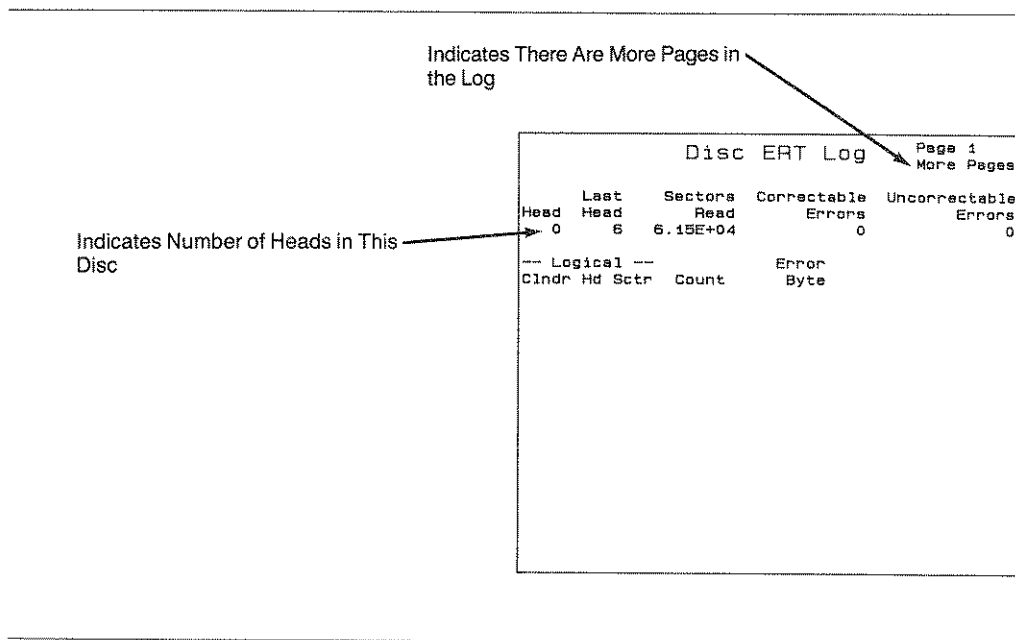 Indicates There Are More Pages in
the Log
Disc ERT Log Page 1
More Pages
Last Sectors Correctable Uncorrectable
Head Head Read Errors Errors
0 6 6.15E+04 0 0
Indicates Number of Heads in This
Disc
-- Logical -- Error
Clndr Hd Sctr Count Byte